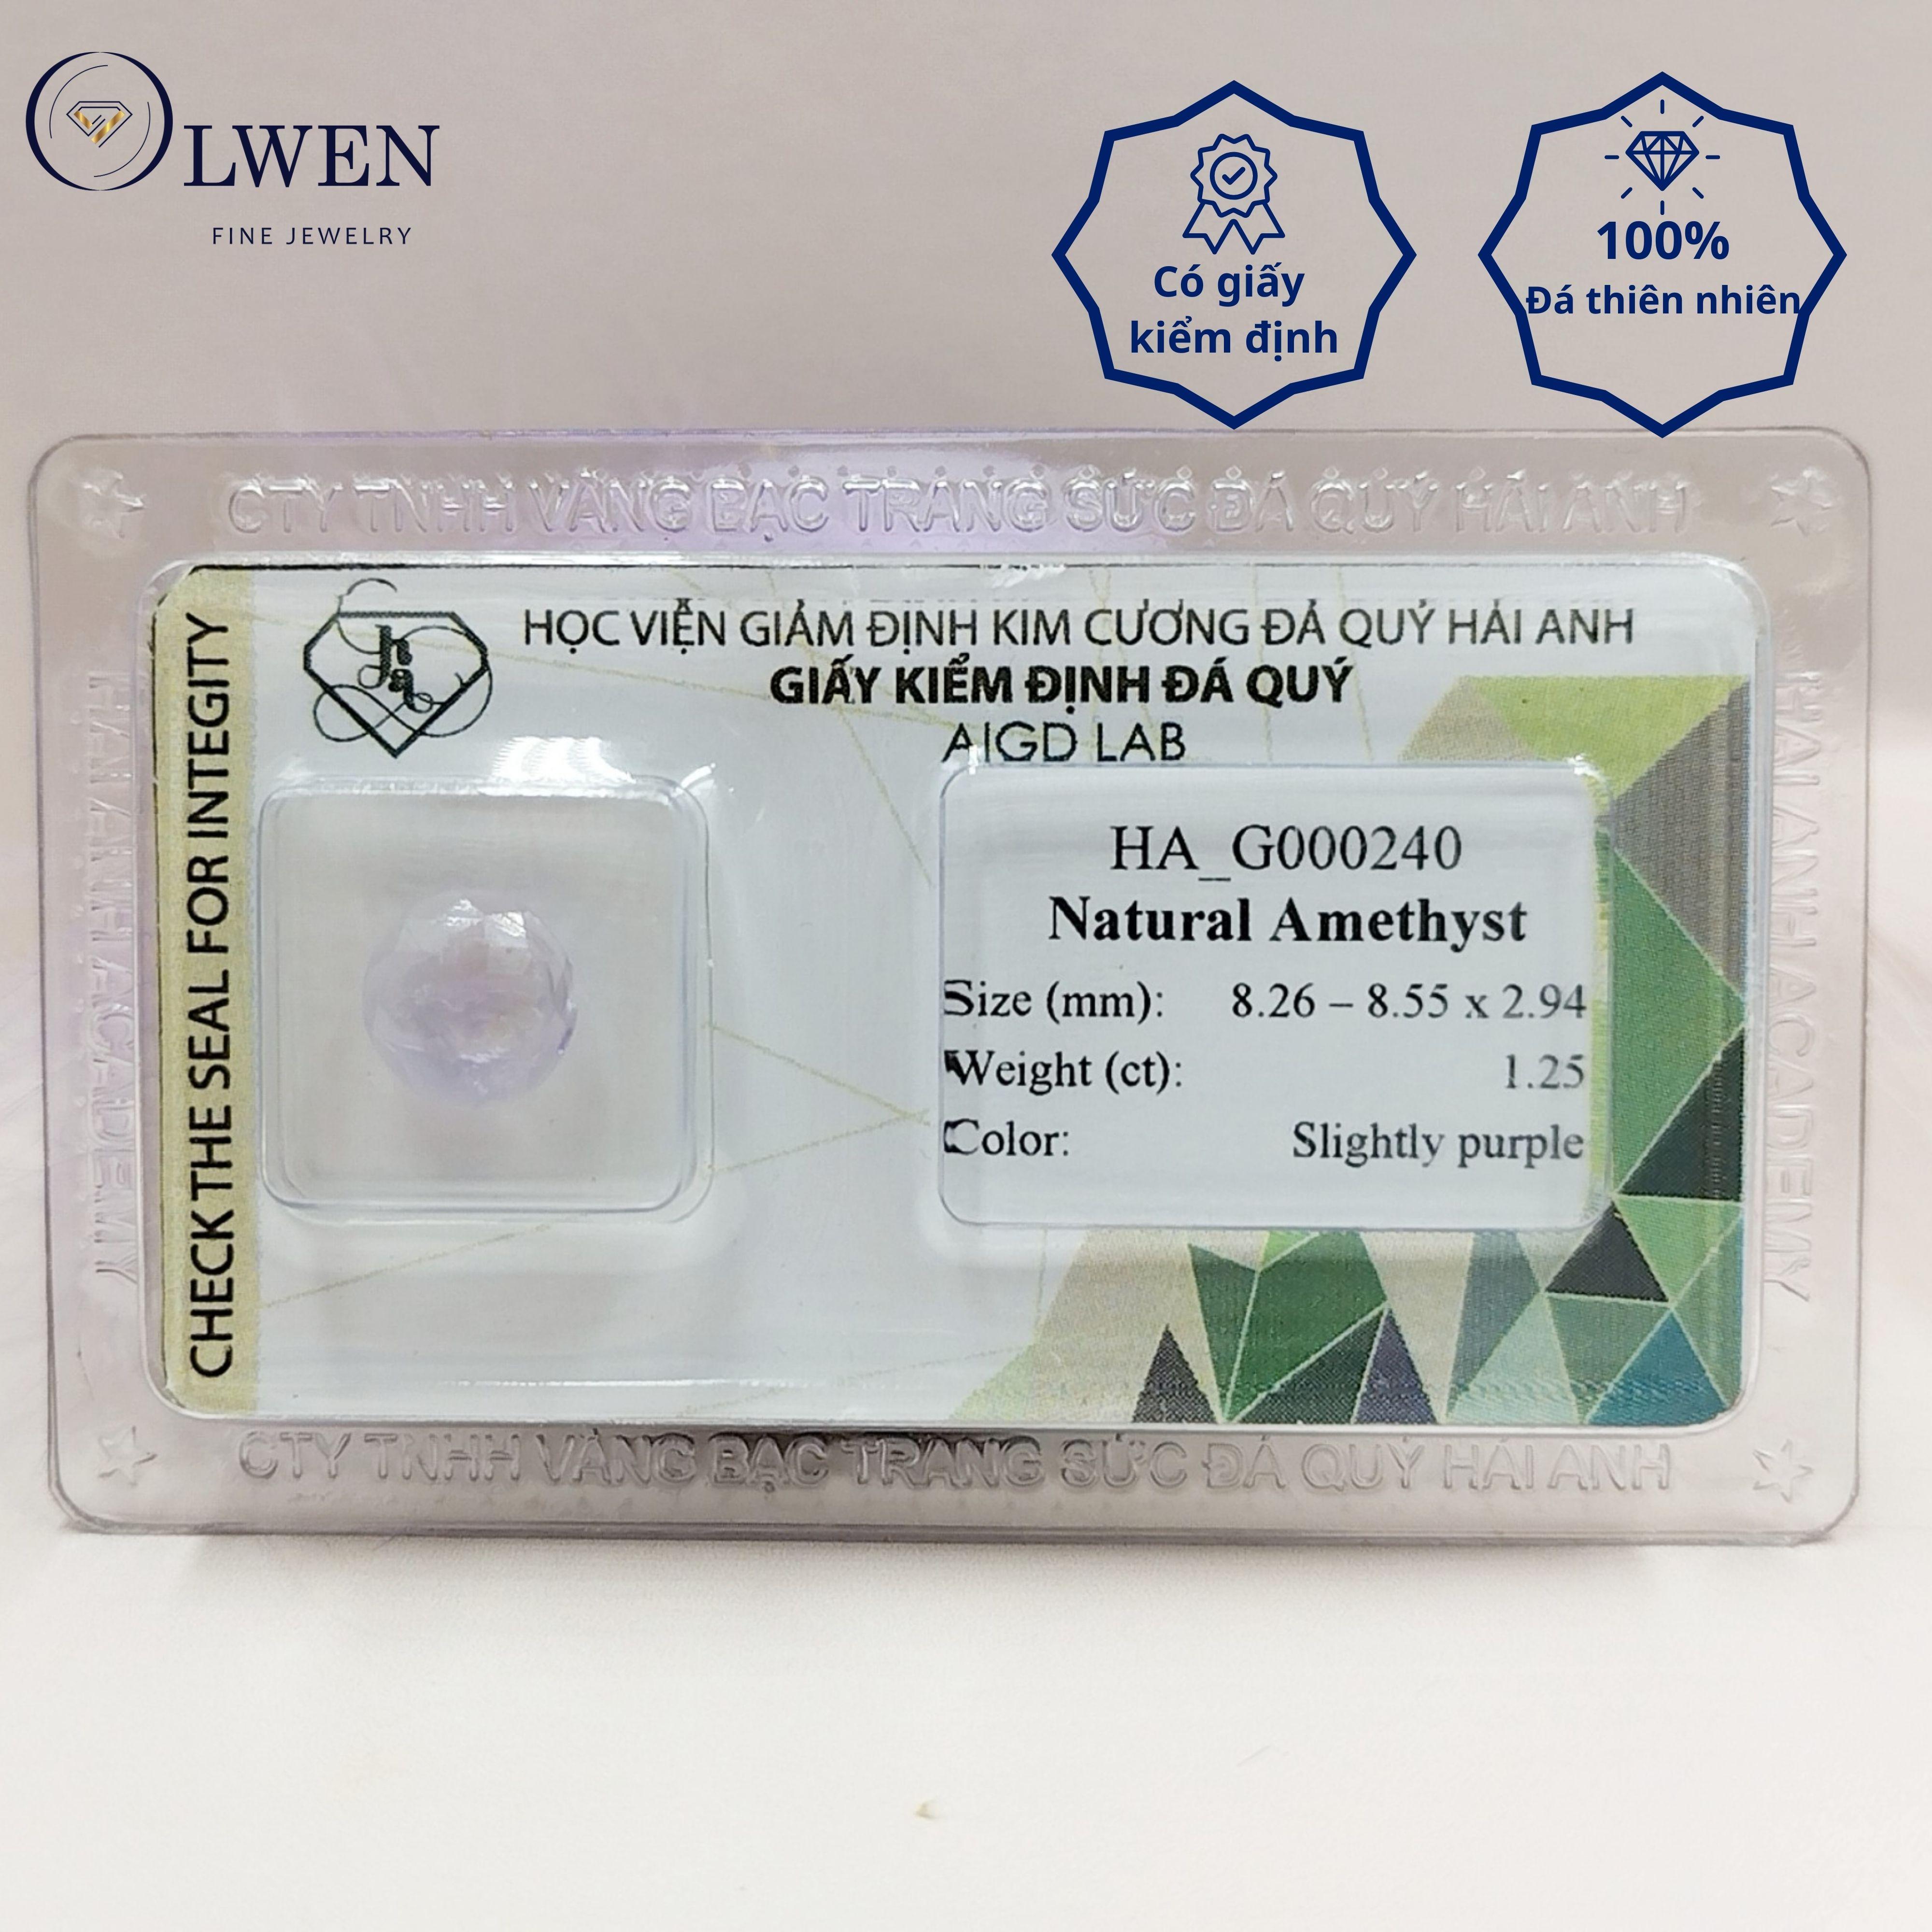 OLWEN
FINE JEWELRY
Có giấy
kiểm định
100%
Đá thiên nhiên
CTY TNHH VÀNG BẠC TRANG SỨC ĐÁ QUÝ HẢI ANH
HỌC VIỆN GIÁM ĐỊNH KIM CƯƠNG ĐÁ QUÝ HẢI ANH
GIẤY KIỂM ĐỊNH ĐÁ QUÝ
AIGD LAB
ha
CHECK THE SEAL FOR INTEGITY
HA_G000240
Natural Amethyst
Size (mm): 8.26 – 8.55 x 2.94
Weight (ct): 1.25
Color: Slightly purple
HAI ANH ACADEMY
HAI ANH ACADEMY
CTY TNHH VÀNG BẠC TRANG SỨC ĐÁ QUÝ HẢI ANH